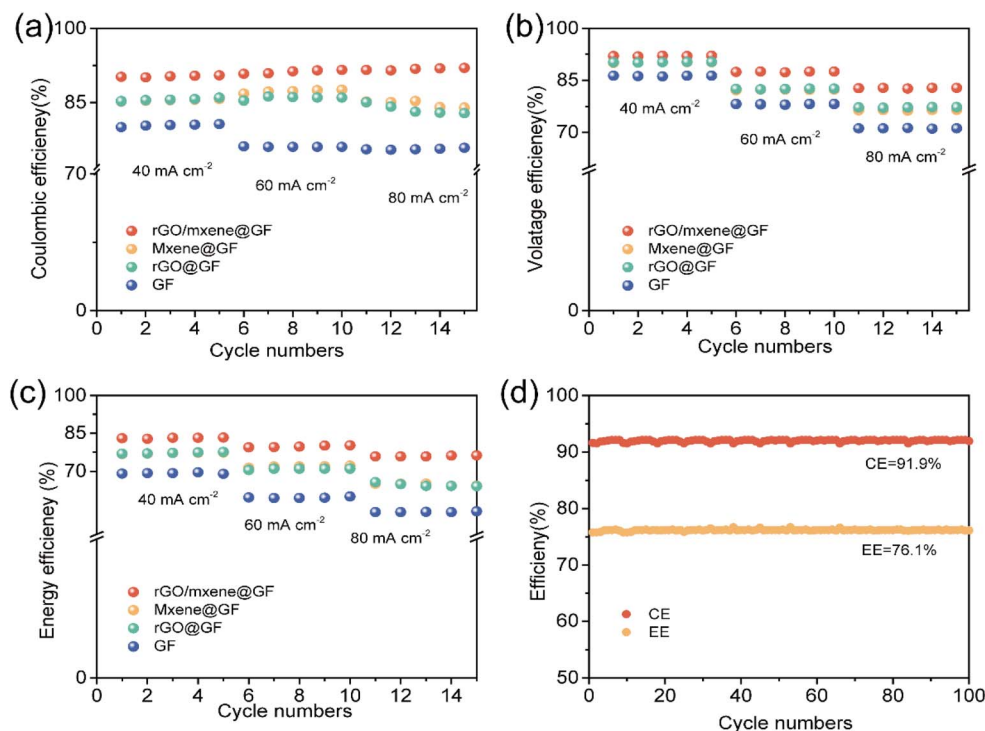 (a)
100
85
70
0
Coulombic efficieney(%)
40 mA cm-2
60 mA cm-2
80 mA cm-2
rGO/mxene@GF
Mxene@GF
rGO@GF
GF
0 2 4 6 8 10 12 14
Cycle numbers
(b)
100
85
70
0
Volatage efficieney(%)
40 mA cm-2
60 mA cm-2
80 mA cm-2
rGO/mxene@GF
Mxene@GF
rGO@GF
GF
0 2 4 6 8 10 12 14
Cycle numbers
(c)
100
85
70
0
Energy efficieney (%)
40 mA cm-2
60 mA cm-2
80 mA cm-2
rGO/mxene@GF
Mxene@GF
rGO@GF
GF
0 2 4 6 8 10 12 14
Cycle numbers
(d)
100
90
80
70
60
50
Efficieny(%)
CE=91.9%
EE=76.1%
CE
EE
0 20 40 60 80 100
Cycle numbers